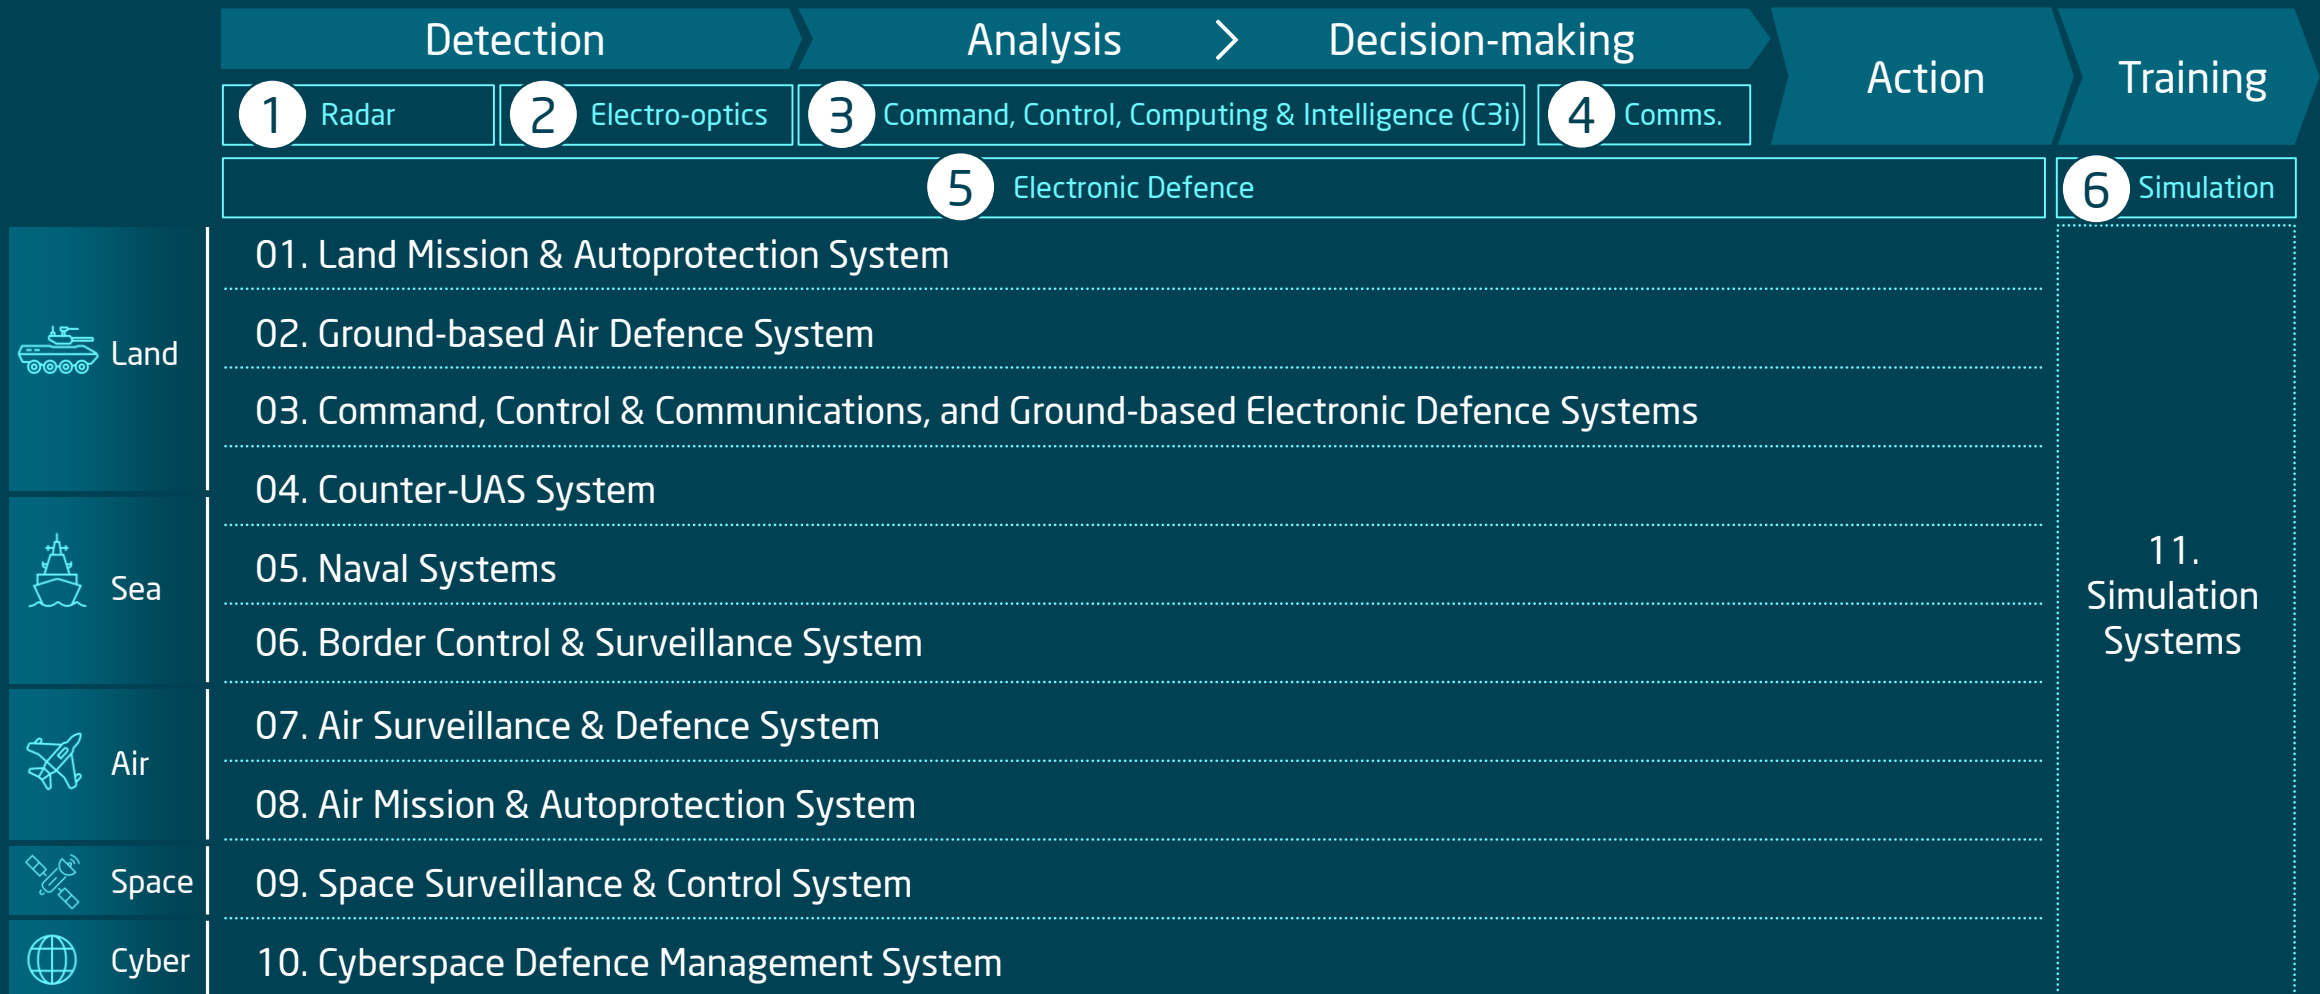 Detection
Analysis > Decision-making
Action
Training
1 Radar
2 Electro-optics
3 Command, Control, Computing & Intelligence (C3i)
4 Comms.
5 Electronic Defence
6 Simulation
Land
01. Land Mission & Autoprotection System
02. Ground-based Air Defence System
03. Command, Control & Communications, and Ground-based Electronic Defence Systems
04. Counter-UAS System
Sea
05. Naval Systems
06. Border Control & Surveillance System
Air
07. Air Surveillance & Defence System
08. Air Mission & Autoprotection System
Space
09. Space Surveillance & Control System
Cyber
10. Cyberspace Defence Management System
11.
Simulation
Systems